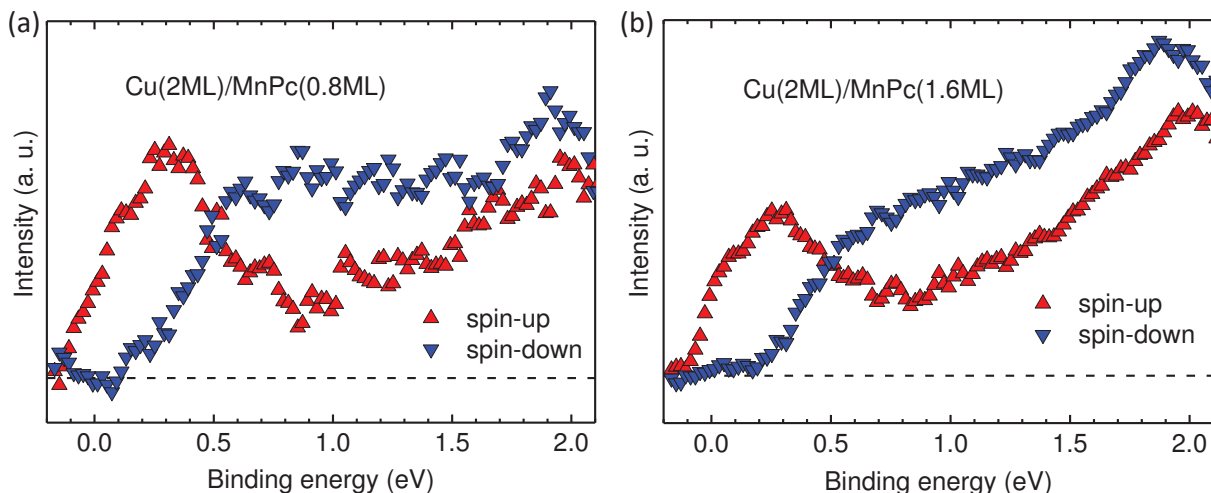 (a)
Cu(2ML)/MnPc(0.8ML)
Intensity (a. u.)
spin-up
spin-down
0.0 0.5 1.0 1.5 2.0
Binding energy (eV)
(b)
Cu(2ML)/MnPc(1.6ML)
Intensity (a. u.)
spin-up
spin-down
0.0 0.5 1.0 1.5 2.0
Binding energy (eV)